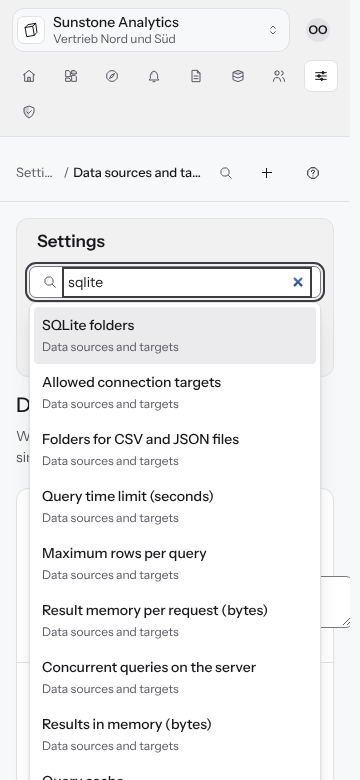 Sunstone Analytics
Vertrieb Nord und Süd
OO
Setti... / Data sources and ta...
Settings
sqlite
SQLite folders
Data sources and targets
Allowed connection targets
Data sources and targets
Folders for CSV and JSON files
Data sources and targets
Query time limit (seconds)
Data sources and targets
Maximum rows per query
Data sources and targets
Result memory per request (bytes)
Data sources and targets
Concurrent queries on the server
Data sources and targets
Results in memory (bytes)
Data sources and targets